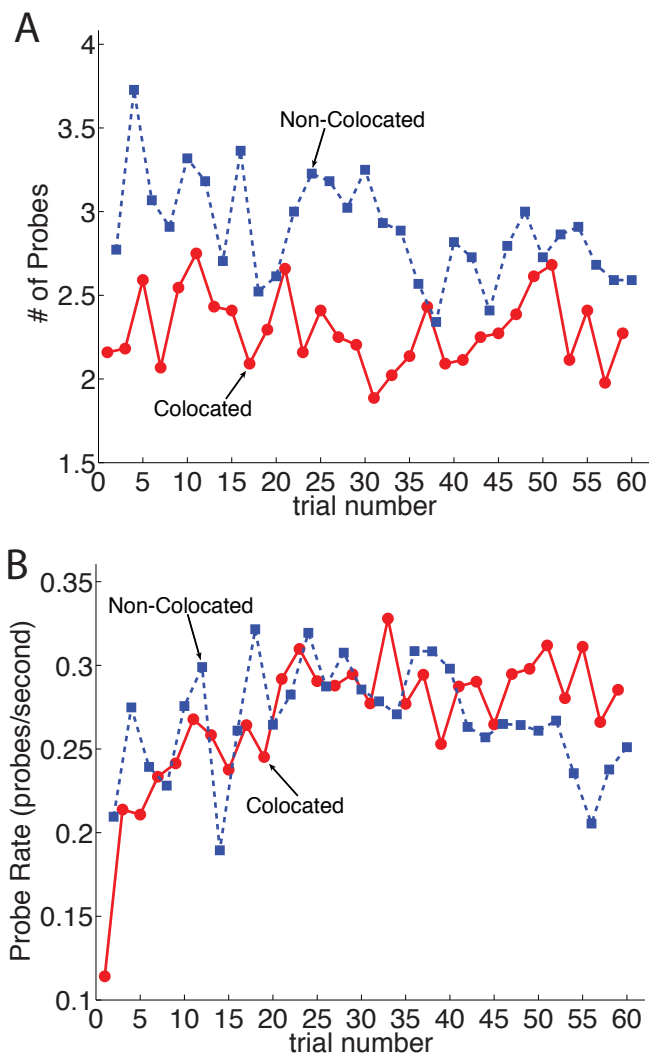 A
4
3.5
3
2.5
2
1.5
# of Probes
Non-Colocated
Colocated
0 5 10 15 20 25 30 35 40 45 50 55 60
trial number
B
0.35
0.3
0.25
0.2
0.15
0.1
Probe Rate (probes/second)
Non-Colocated
Colocated
0 5 10 15 20 25 30 35 40 45 50 55 60
trial number